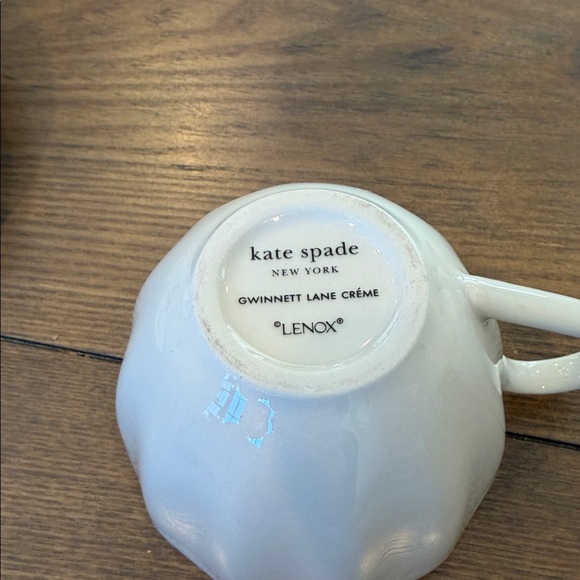 kate spade
NEW YORK
GWINNETT LANE CRÉME
©LENOX®